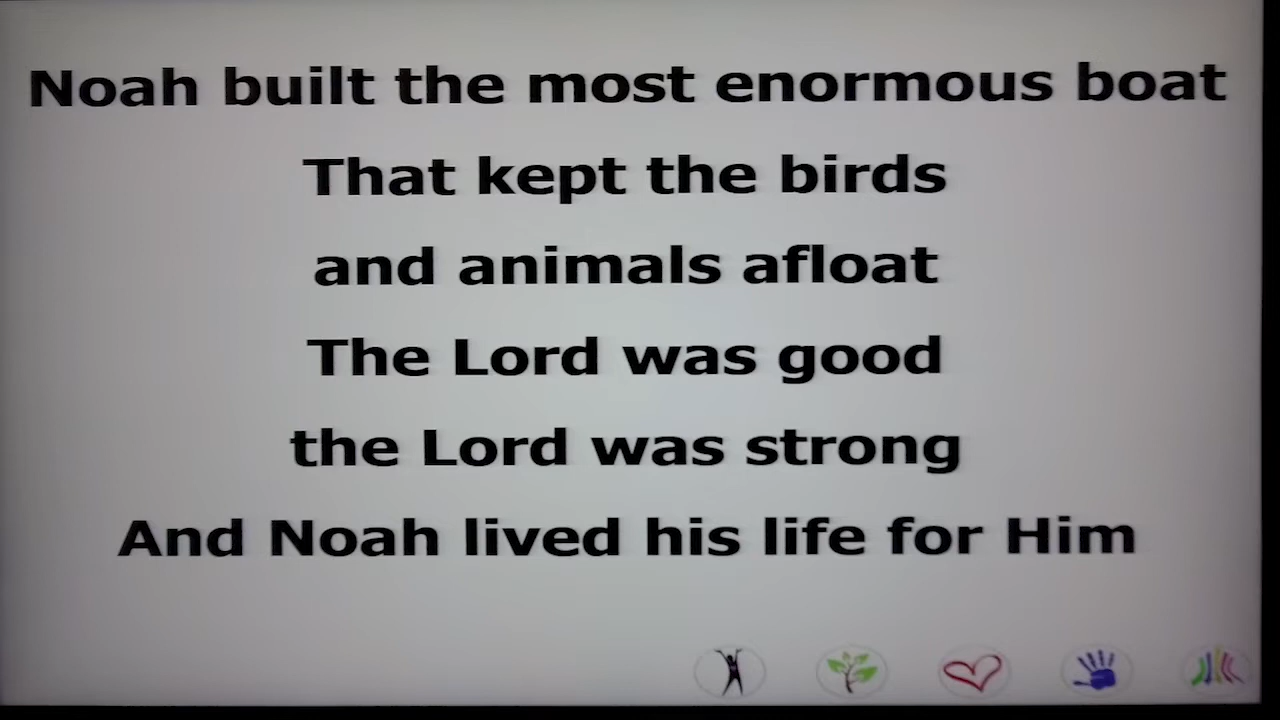 Noah built the most enormous boat
That kept the birds
and animals afloat
The Lord was good
the Lord was strong
And Noah lived his life for Him